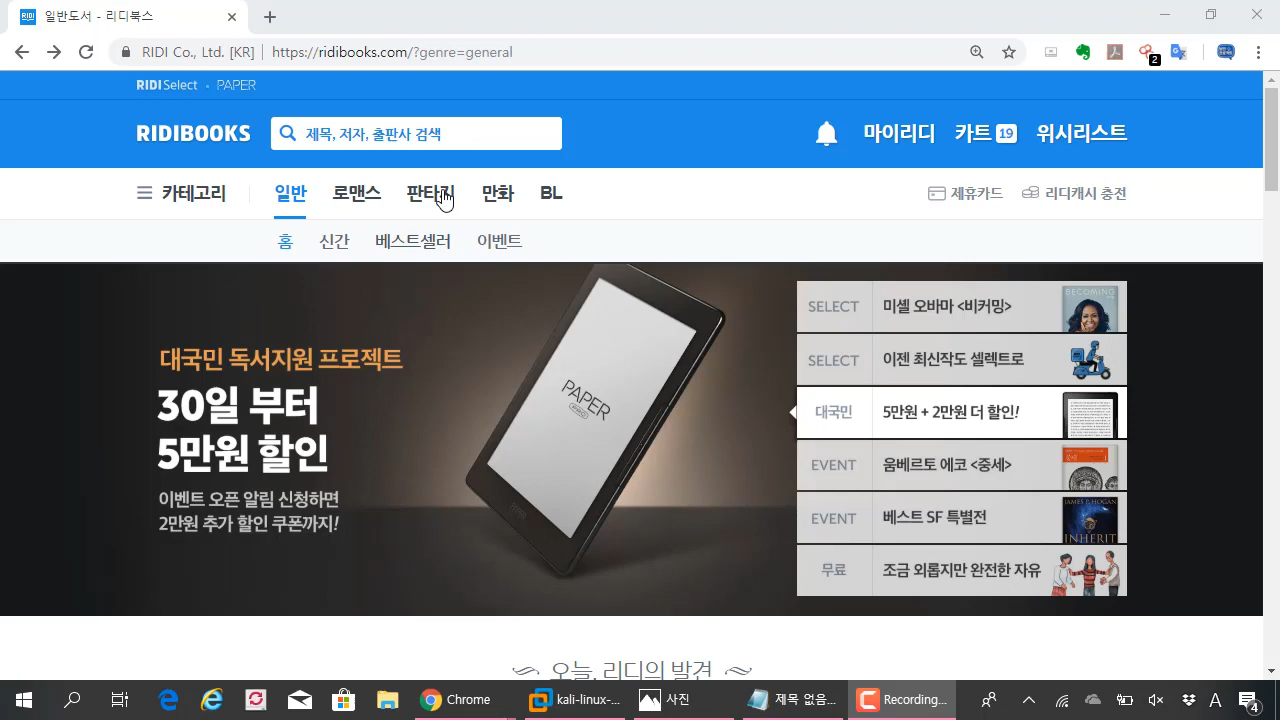 일반도서 - 리디북스
RIDI Co., Ltd. [KR] https://ridibooks.com/?genre=general
2
RIDI Select • PAPER
RIDIBOOKS 제목, 저자, 출판사 검색 마이리디 카트 19 위시리스트
카테고리 일반 로맨스 판타지 만화 BL 제휴카드 리디캐시 충전
홈 신간 베스트셀러 이벤트
대국민 독서지원 프로젝트
30일 부터
5만원 할인
이벤트 오픈 알림 신청하면
2만원 추가 할인 쿠폰까지!
PAPER
SELECT 미셸 오바마 <비커밍>
BECOMING
SELECT 이젠 최신작도 셀렉트로
대국민 5만원 + 2만원 더 할인!
EVENT 움베르토 에코 <중세>
EVENT 베스트 SF 특별전
JAMES P. HOGAN
INHERIT
무료 조금 외롭지만 완전한 자유
오늘, 리디의 발견
Chrome kali-linux-... 사진 제목 없음... Recording... A 4